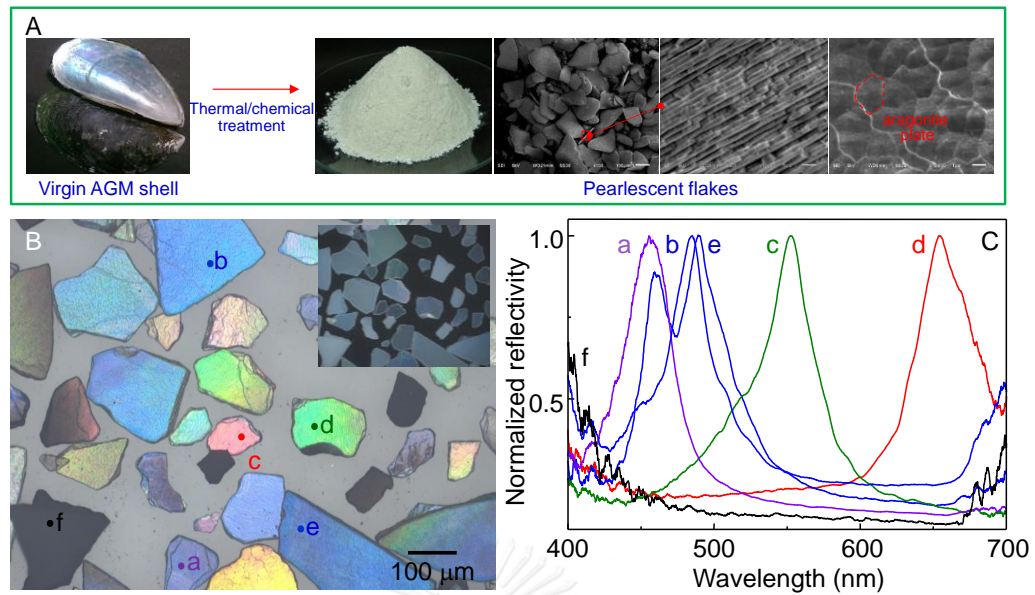 A
Thermal/chemical
treatment
aragonite
plate
Virgin AGM shell
Pearlescent flakes
B
b
d
c
f
e
a
100 μm
C
a
b
e
c
d
f
1.0
0.5
Normalized reflectivity
400
500
600
700
Wavelength (nm)